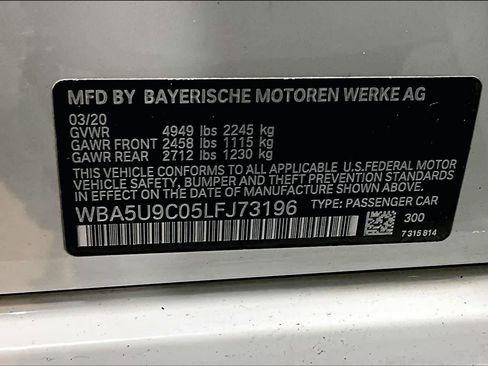 MFD BY BAYERISCHE MOTOREN WERKE AG
03/20
GVWR 4949 lbs 2245 kg
GAWR FRONT 2458 lbs 1115 kg
GAWR REAR 2712 lbs 1230 kg
THIS VEHICLE CONFORMS TO ALL APPLICABLE U.S.FEDERAL MOTOR
VEHICLE SAFETY, BUMPER, AND THEFT PREVENTION STANDARDS
IN EFFECT ON THE DATE OF MANUFACTURE SHOWN ABOVE.
WBA5U9C05LFJ73196 TYPE: PASSENGER CAR
300
7 315 814